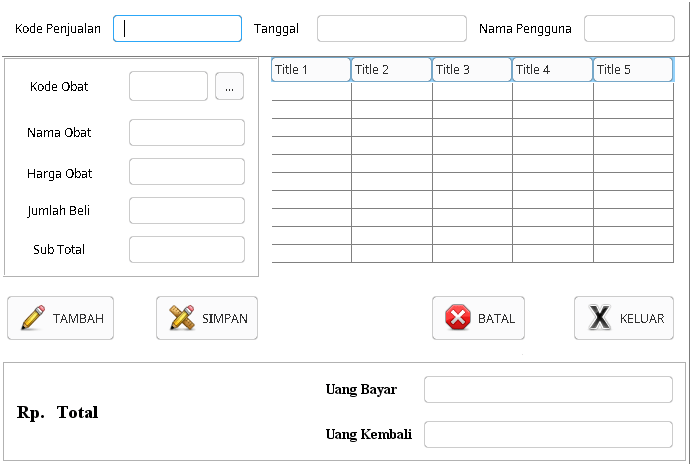 Kode Penjualan Tanggal Nama Pengguna
Title 1 Title 2 Title 3 Title 4 Title 5
Kode Obat ...
Nama Obat
Harga Obat
Jumlah Beli
Sub Total
TAMBAH SIMPAN BATAL KELUAR
Uang Bayar
Rp. Total
Uang Kembali